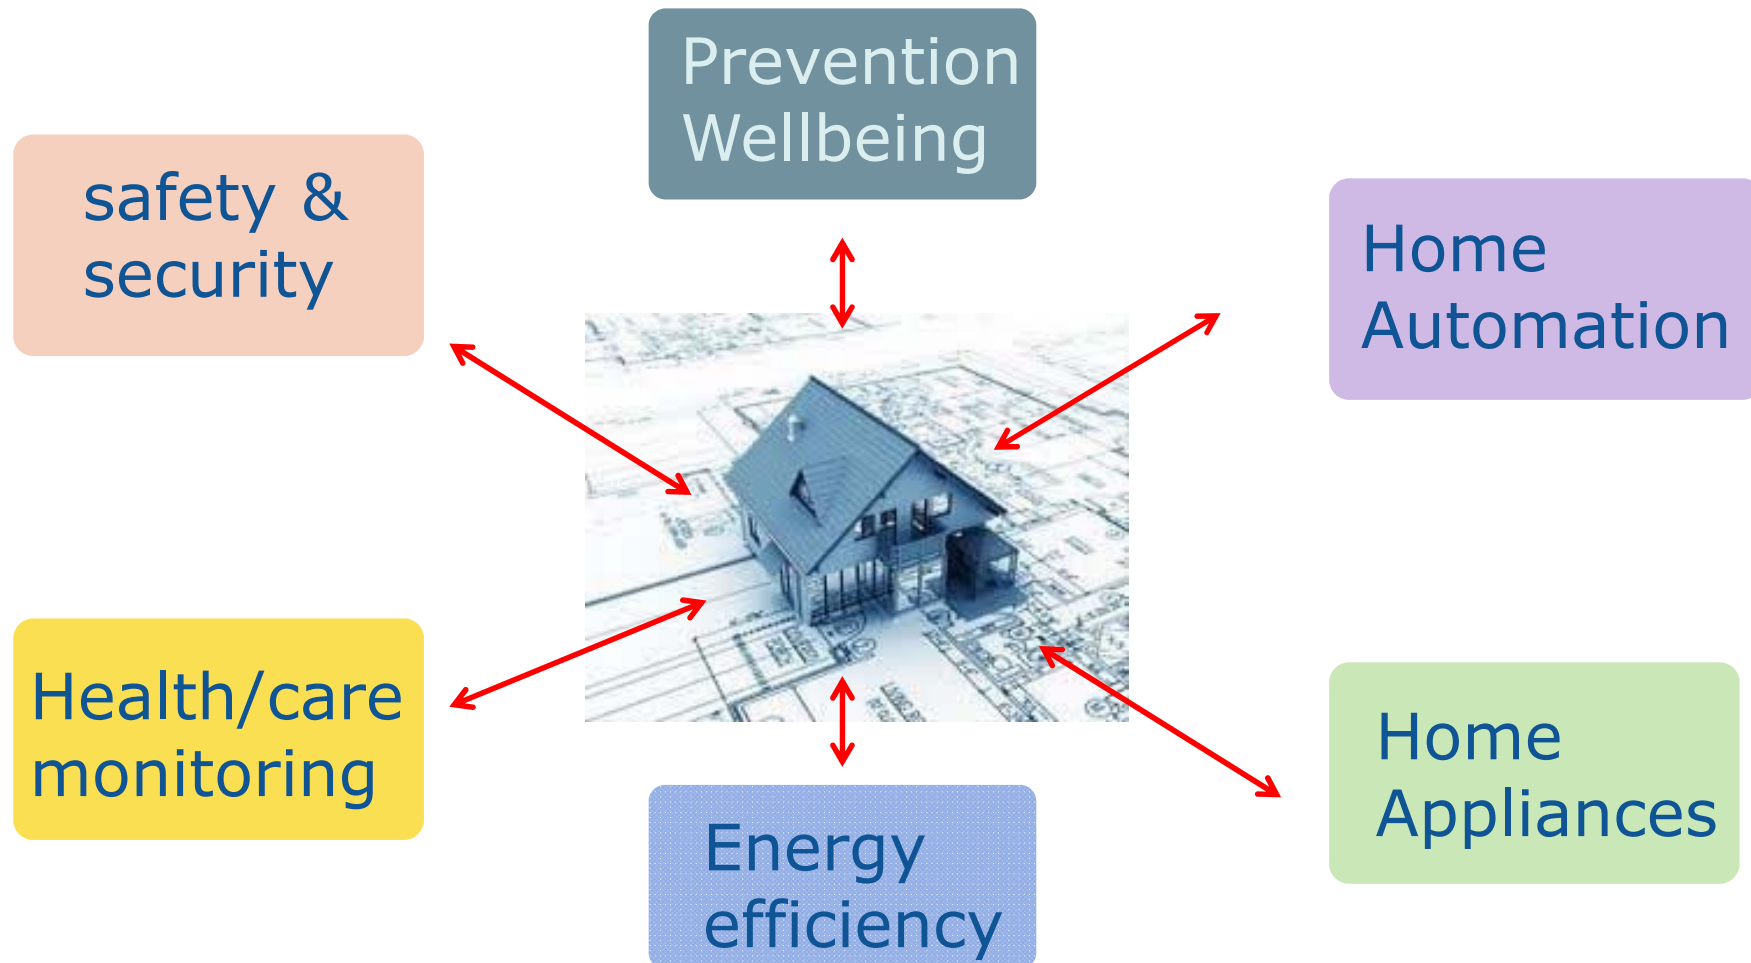 Prevention
Wellbeing
safety &
security
Home
Automation
Health/care
monitoring
Home
Appliances
Energy
efficiency